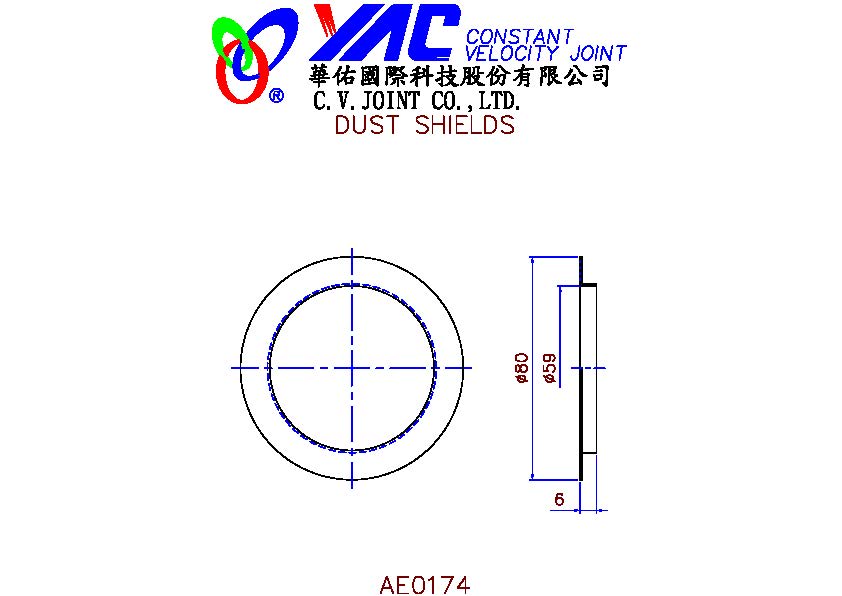 YAC CONSTANT
VELOCITY JOINT
®
華佑國際科技股份有限公司
C.V.JOINT CO.,LTD.
DUST SHIELDS
ø80
ø59
6
AE0174